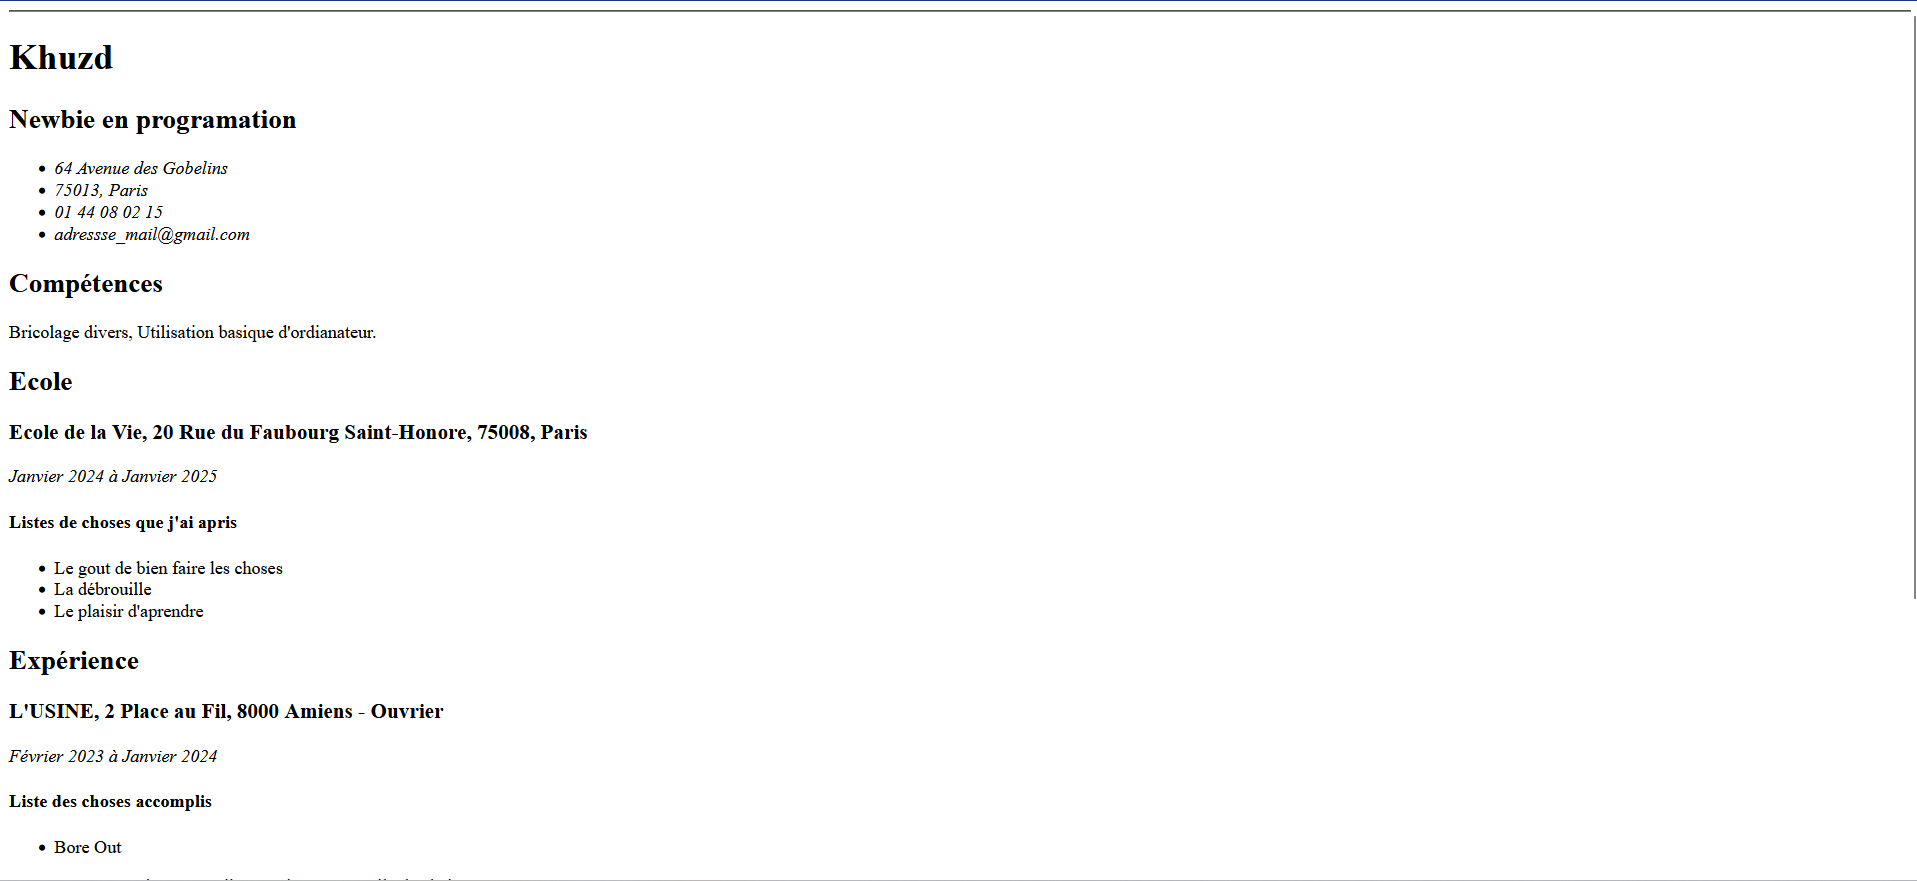 Khuzd
Newbie en programation
64 Avenue des Gobelins
75013, Paris
01 44 08 02 15
adressse_mail@gmail.com
Compétences
Bricolage divers, Utilisation basique d'ordianateur.
Ecole
Ecole de la Vie, 20 Rue du Faubourg Saint-Honore, 75008, Paris
Janvier 2024 à Janvier 2025
Listes de choses que j'ai apris
Le gout de bien faire les choses
La débrouille
Le plaisir d'aprendre
Expérience
L'USINE, 2 Place au Fil, 8000 Amiens - Ouvrier
Février 2023 à Janvier 2024
Liste des choses accomplis
Bore Out